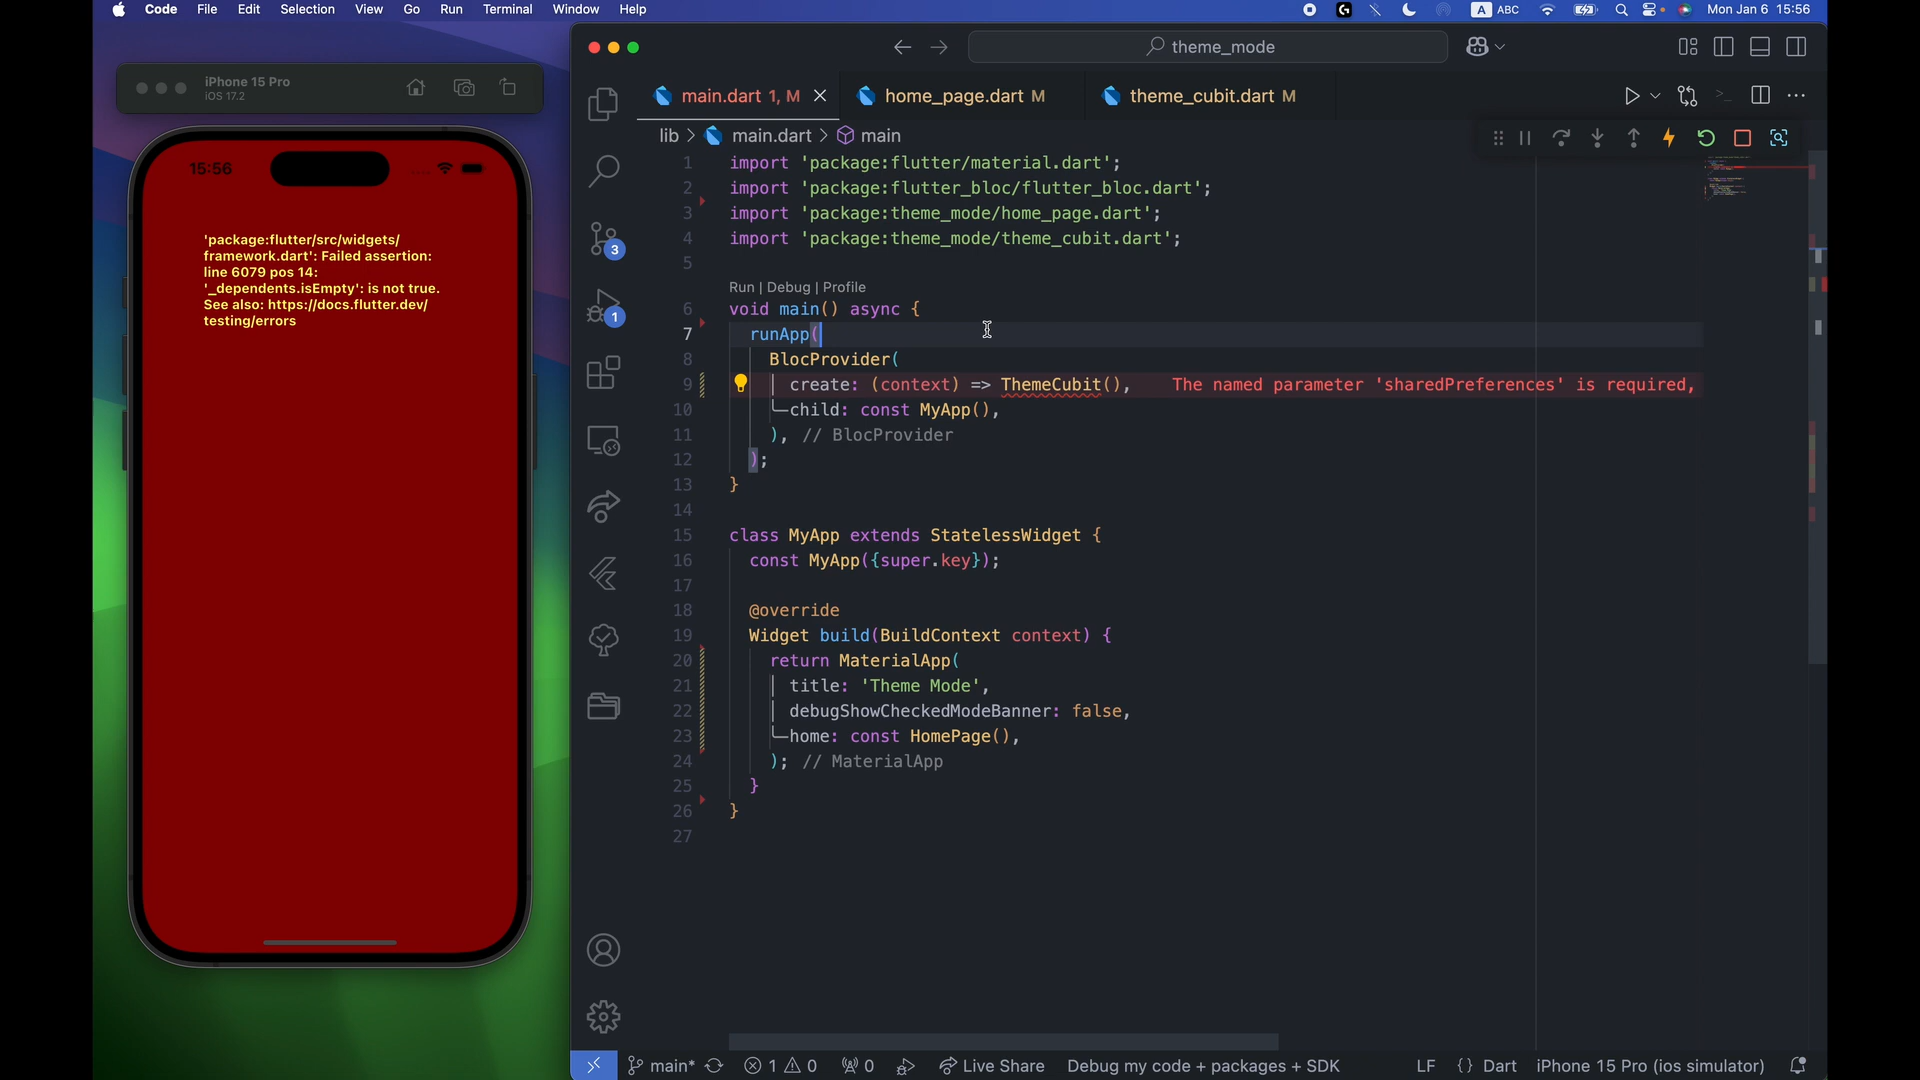 Code File Edit Selection View Go Run Terminal Window Help
A ABC
Mon Jan 6 15:56
iPhone 15 Pro
iOS 17.2
15:56
'package:flutter/src/widgets/
framework.dart': Failed assertion:
line 6079 pos 14:
'_dependents.isEmpty': is not true.
See also: https://docs.flutter.dev/
testing/errors
theme_mode
main.dart 1, M
home_page.dart M
theme_cubit.dart M
lib > main.dart > main
3
1
1 import 'package:flutter/material.dart';
2 import 'package:flutter_bloc/flutter_bloc.dart';
3 import 'package:theme_mode/home_page.dart';
4 import 'package:theme_mode/theme_cubit.dart';
5
Run | Debug | Profile
6 void main() async {
7 runApp(
8 BlocProvider(
9 create: (context) => ThemeCubit(), The named parameter 'sharedPreferences' is required,
10 child: const MyApp(),
11 ), // BlocProvider
12 );
13 }
14
15 class MyApp extends StatelessWidget {
16 const MyApp({super.key});
17
18 @override
19 Widget build(BuildContext context) {
20 return MaterialApp(
21 title: 'Theme Mode',
22 debugShowCheckedModeBanner: false,
23 home: const HomePage(),
24 ); // MaterialApp
25 }
26 }
27
main* 1 0 0 Live Share Debug my code + packages + SDK LF {} Dart iPhone 15 Pro (ios simulator)